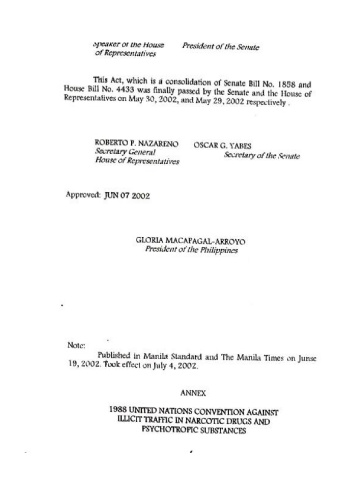 Speaker of the House President of the Senate
of Representatives
This Act, which is a consolidation of Senate Bill No. 1858 and
House Bill No. 4433 was finally passed by the Senate and the House of
Representatives on May 30, 2002, and May 29, 2002 respectively .
ROBERTO P. NAZARENO OSCAR G. YABES
Secretary General Secretary of the Senate
House of Representatives
Approved: JUN 07 2002
GLORIA MACAPAGAL-ARROYO
President of the Philippines
Note:
Published in Manila Standard and The Manila Times on Junse
19, 2002. Took effect on July 4, 2002.
ANNEX
1988 UNITED NATIONS CONVENTION AGAINST
ILLICIT TRAFFIC IN NARCOTIC DRUGS AND
PSYCHOTROPIC SUBSTANCES